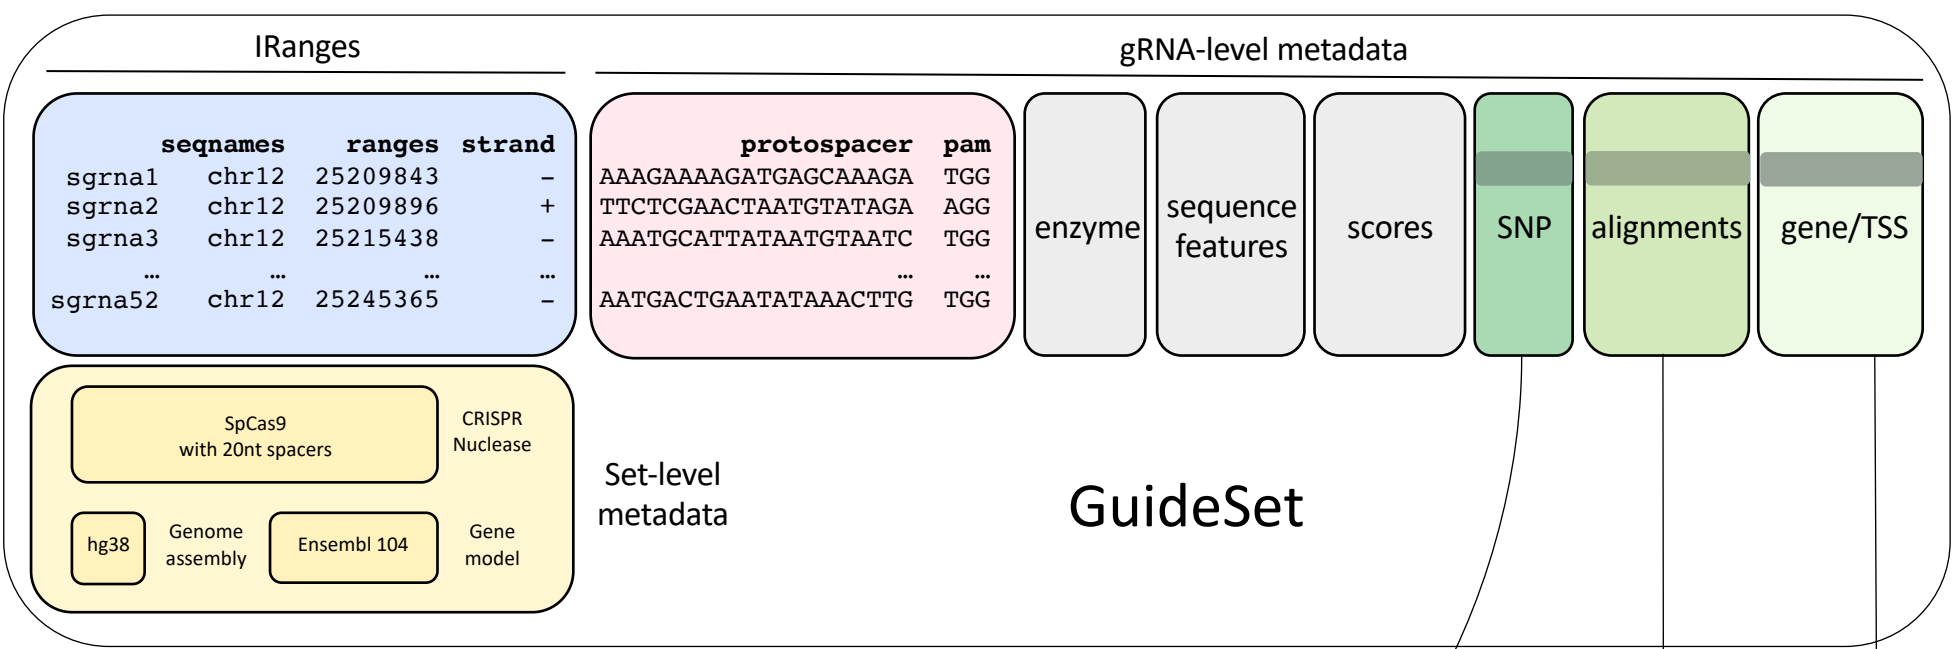 IRanges
gRNA-level metadata
seqnames ranges strand
sgrna1 chr12 25209843 -
sgrna2 chr12 25209896 +
sgrna3 chr12 25215438 -
… … … …
sgrna52 chr12 25245365 -
protospacer pam
AAAGAAAAGATGAGCAAAGA TGG
TTCTCGAACTAATGTATAGA AGG
AAATGCATTATAATGTAATC TGG
… …
AATGACTGAATATAAACTTG TGG
enzyme
sequence
features
scores
SNP
alignments
gene/TSS
SpCas9
with 20nt spacers
CRISPR
Nuclease
hg38
Genome
assembly
Ensembl 104
Gene
model
Set-level
metadata
GuideSet